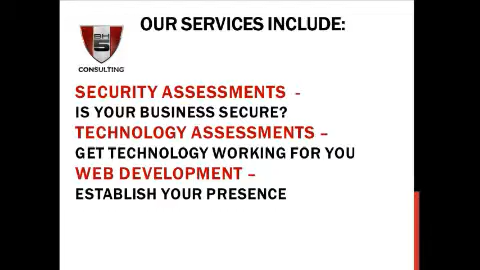 OUR SERVICES INCLUDE:
BH
S
CONSULTING
SECURITY ASSESSMENTS -
IS YOUR BUSINESS SECURE?
TECHNOLOGY ASSESSMENTS –
GET TECHNOLOGY WORKING FOR YOU
WEB DEVELOPMENT –
ESTABLISH YOUR PRESENCE